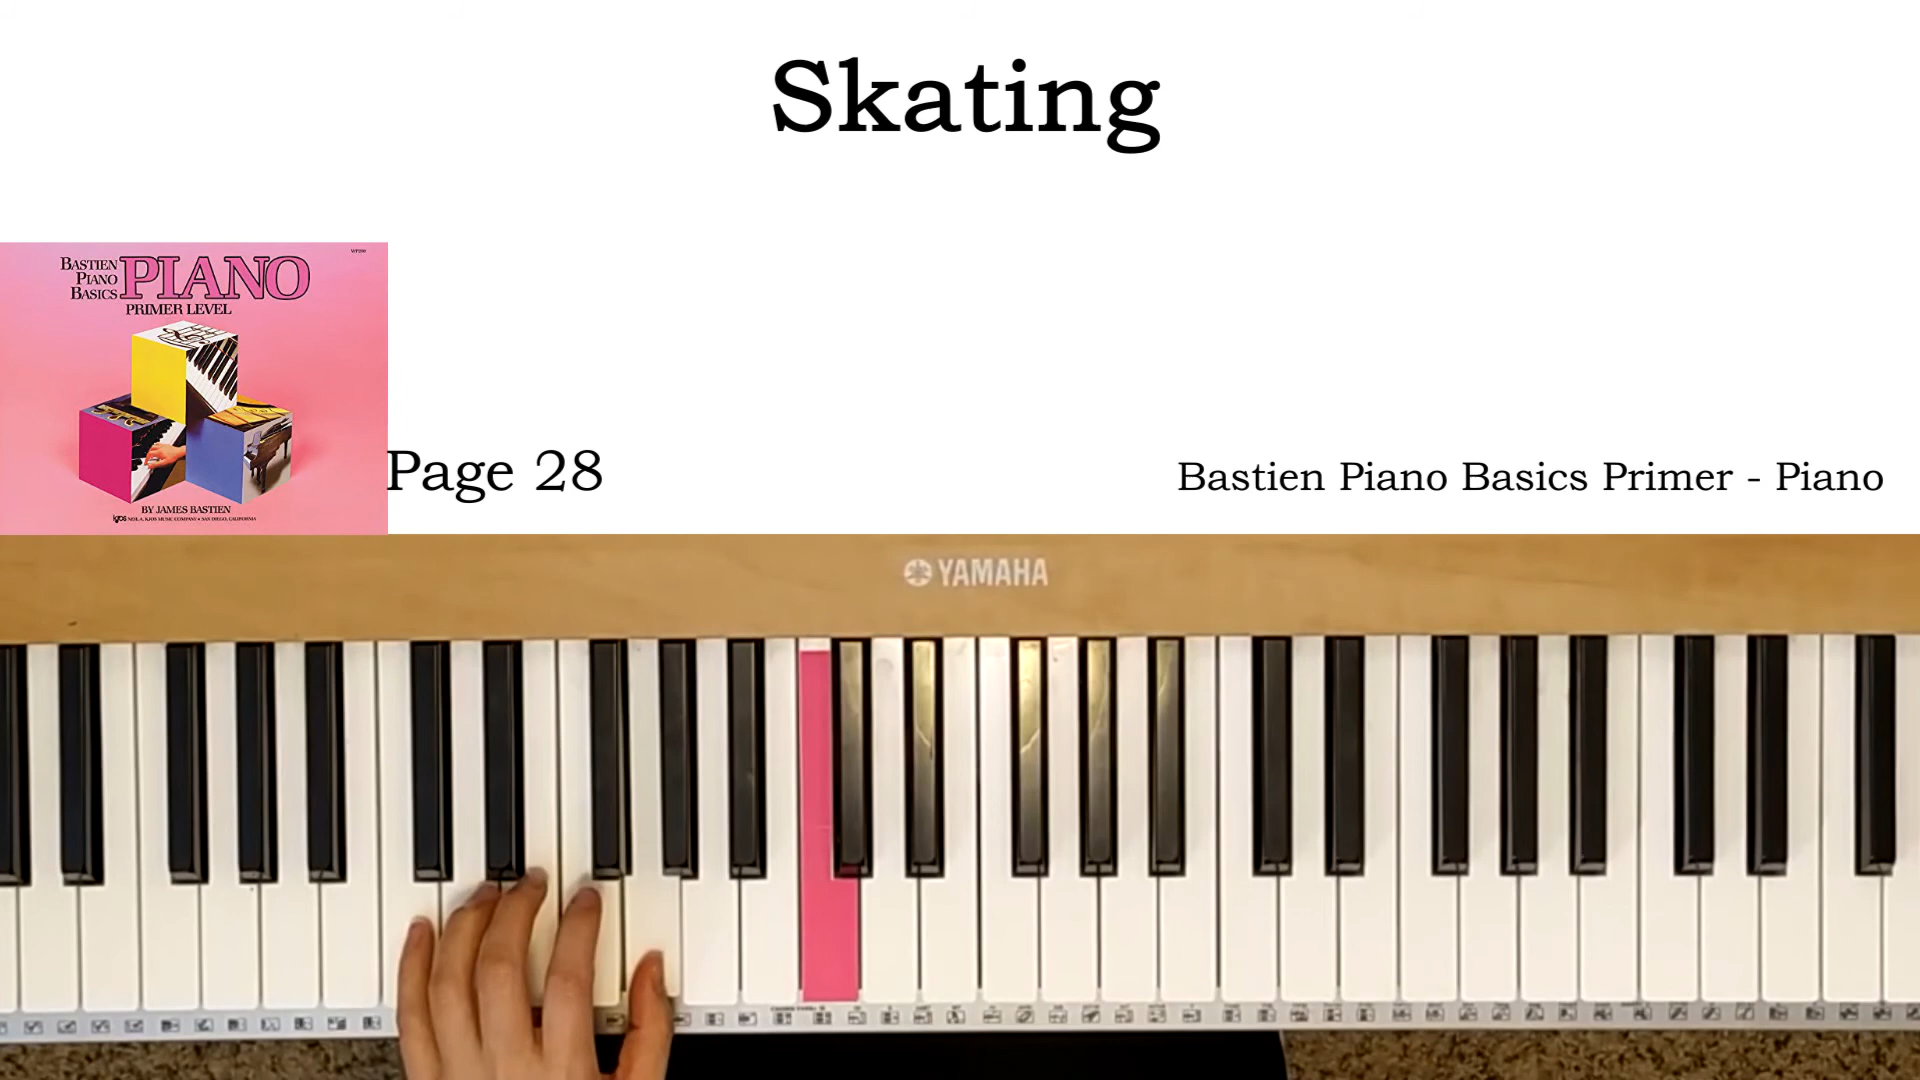 Skating
BASTIEN
PIANO
BASICS
PIANO
PRIMER LEVEL
BY JAMES BASTIEN
Page 28
Bastien Piano Basics Primer - Piano
YAMAHA